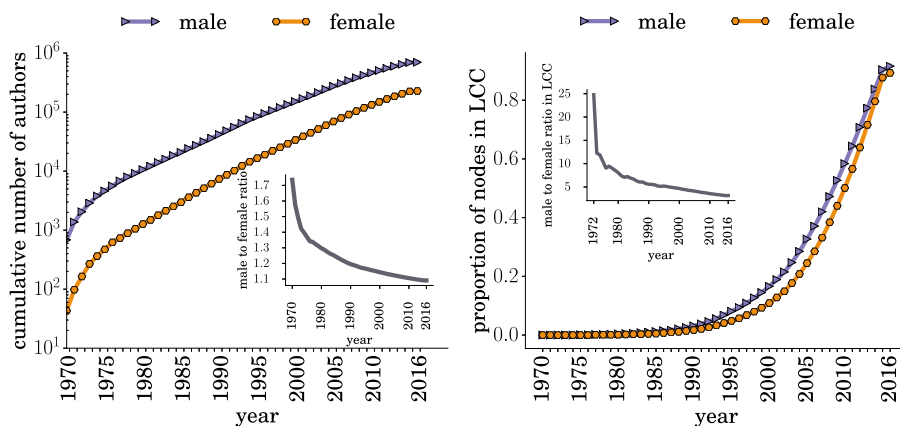 male female
cumulative number of authors
10^6
10^5
10^4
10^3
10^2
10^1
1970 1975 1980 1985 1990 1995 2000 2005 2010 2016
year
male to female ratio
1.7
1.6
1.5
1.4
1.3
1.2
1.1
1970 1980 1990 2000 2010 2016
year
male female
proportion of nodes in LCC
0.8
0.6
0.4
0.2
0.0
1970 1975 1980 1985 1990 1995 2000 2005 2010 2016
year
male to female ratio in LCC
25
20
15
10
5
1972 1980 1990 2000 2010 2016
year